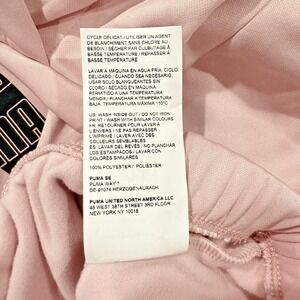 CYCLE DELICAT / UTILISER UN AGENT
DE BLANCHIMENT SANS CHLORE AU
BESOIN / SÉCHER PAR CULBUTAGE À
BASSE TEMPÉRATURE / REPASSER À
BASSE TEMPÉRATURE
LAVAR A MÁQUINA EN AGUA FRÍA, CICLO
DELICADO / CUANDO SEA NECESARIO,
USAR SOLO BLANQUEADOR SIN
CLORO / SECADO EN MÁQUINA A
TEMPERATURA MÍNIMA O A UNA
MENOR / PLANCHAR A TEMPERATURA
BAJA, TEMPERATURA MÁXIMA 110°C
US: WASH INSIDE OUT / DO NOT IRON
PRINT / WASH WITH SIMILAR COLOURS
FR: RETOURNER POUR LAVER À
L'ENVERS / NE PAS REPASSER
L'IMPRIMÉ / LAVER AVEC DES
COULEURS SEMBLABLES
ES: LAVAR DEL REVÉS / NO PLANCHAR
LOS ESTAMPADOS / LAVAR CON
COLORES SIMILARES
100% POLYESTER / POLIÉSTER
PUMA SE
PUMA WAY 1
DE-91074 HERZOGENAURACH
PUMA UNITED NORTH AMERICA LLC
455 WEST 38TH STREET 3RD FLOOR
NEW YORK, NY 10018